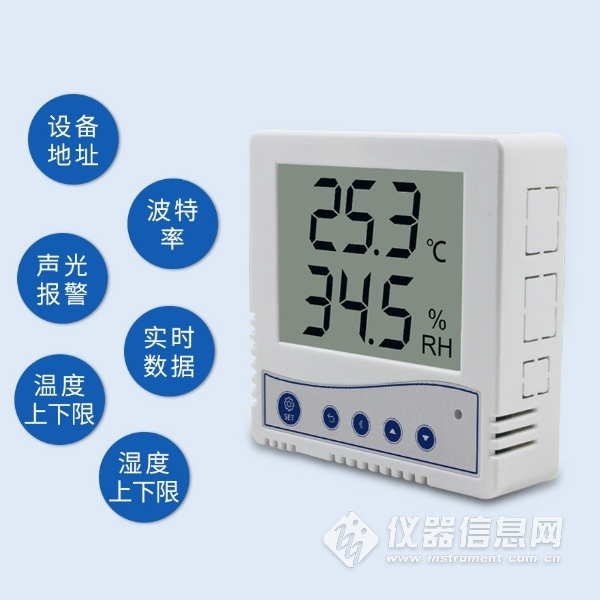 设备
地址
波特
率
声光
报警
实时
数据
温度
上下限
湿度
上下限
25.3 ℃
34.5 %
RH
SET
仪器信息网
www.instrument.com.cn